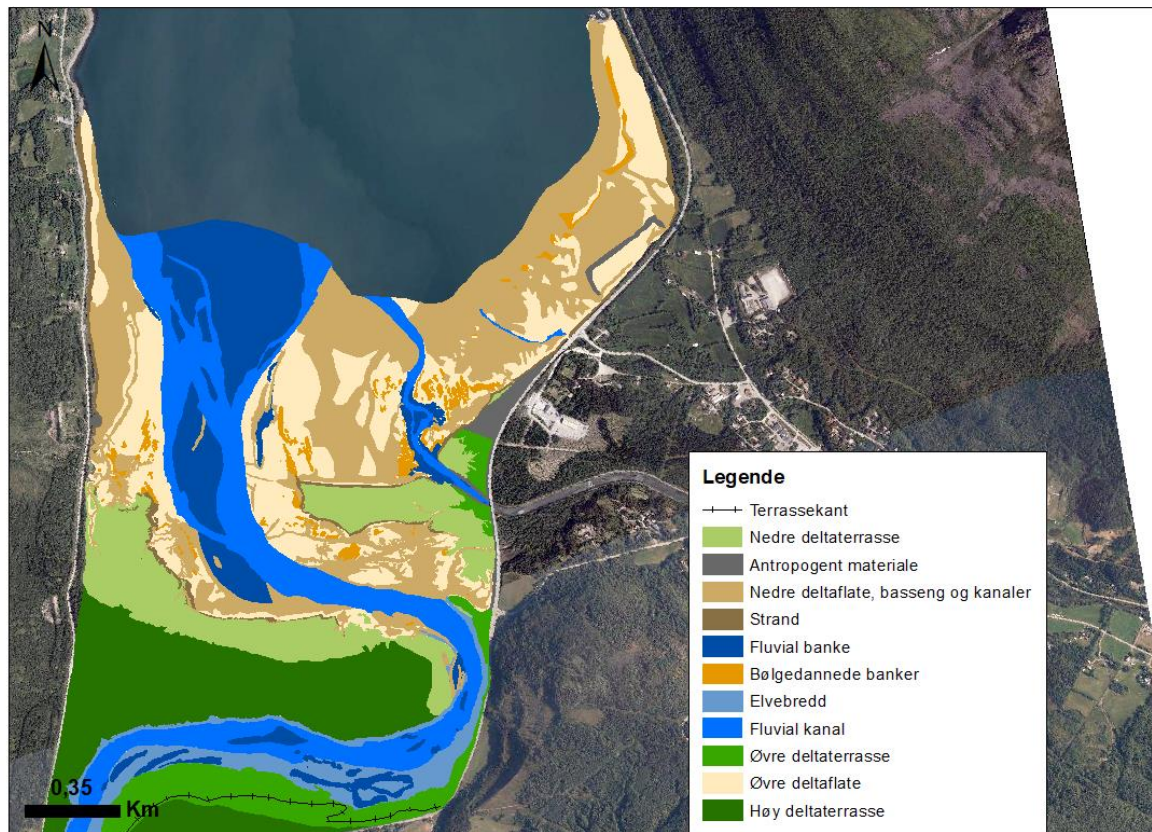 N
Legende
Terrassekant
Nedre deltaterrasse
Antropogent materiale
Nedre deltaflate, basseng og kanaler
Strand
Fluvial banke
Bølgedannede banker
Elvebredd
Fluvial kanal
Øvre deltaterrasse
Øvre deltaflate
Høy deltaterrasse
0,35
Km